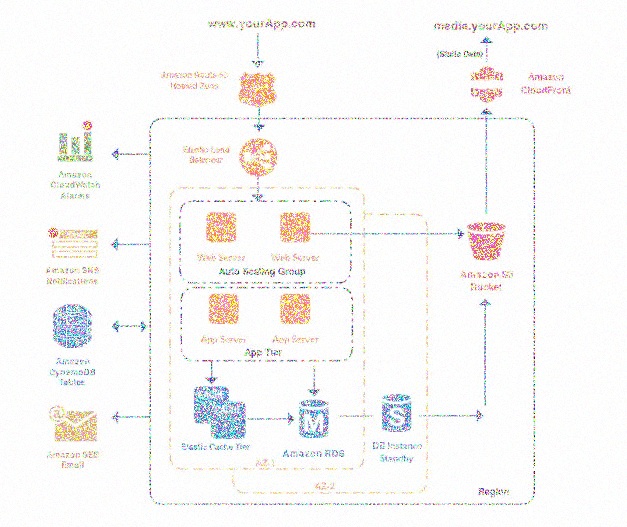 www.yourApp.com
media.yourApp.com
(Static Data)
Amazon Route 53
Hosted Zone
Amazon
CloudFront
Elastic Load
Balancer
Amazon
CloudWatch
Alarms
Web Server
Web Server
Auto Scaling Group
Amazon SNS
Notifications
Amazon S3
Bucket
App Server
App Server
App Tier
Amazon
DynamoDB
Tables
M
S
Elastic Cache Tier
Amazon RDS
DB Instance
Standby
@
Amazon SES
Email
AZ-1
AZ-2
Region